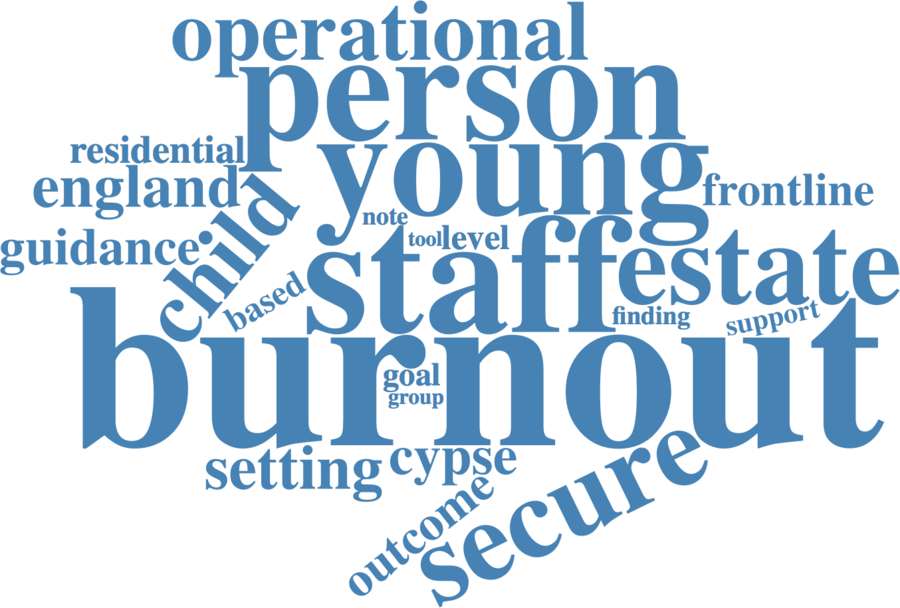 operational
person
residential
young
england
frontline
child
note
guidance
tool
level
staff
estate
based
finding
support
burnout
goal
group
setting
cypse
secure
outcome